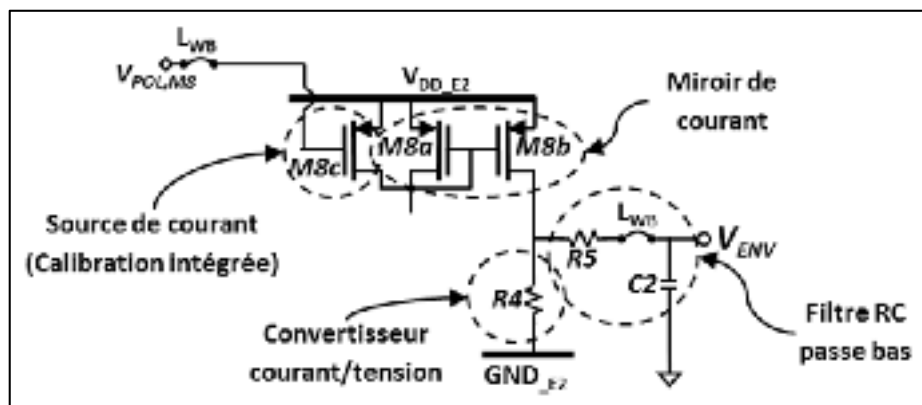 L_WB
V_POL,M8
V_DD_E2
Miroir de
courant
M8c
M8a
M8b
Source de courant
(Calibration intégrée)
L_WB
R5
V_ENV
R4
C2
Convertisseur
courant/tension
GND_E2
Filtre RC
passe bas